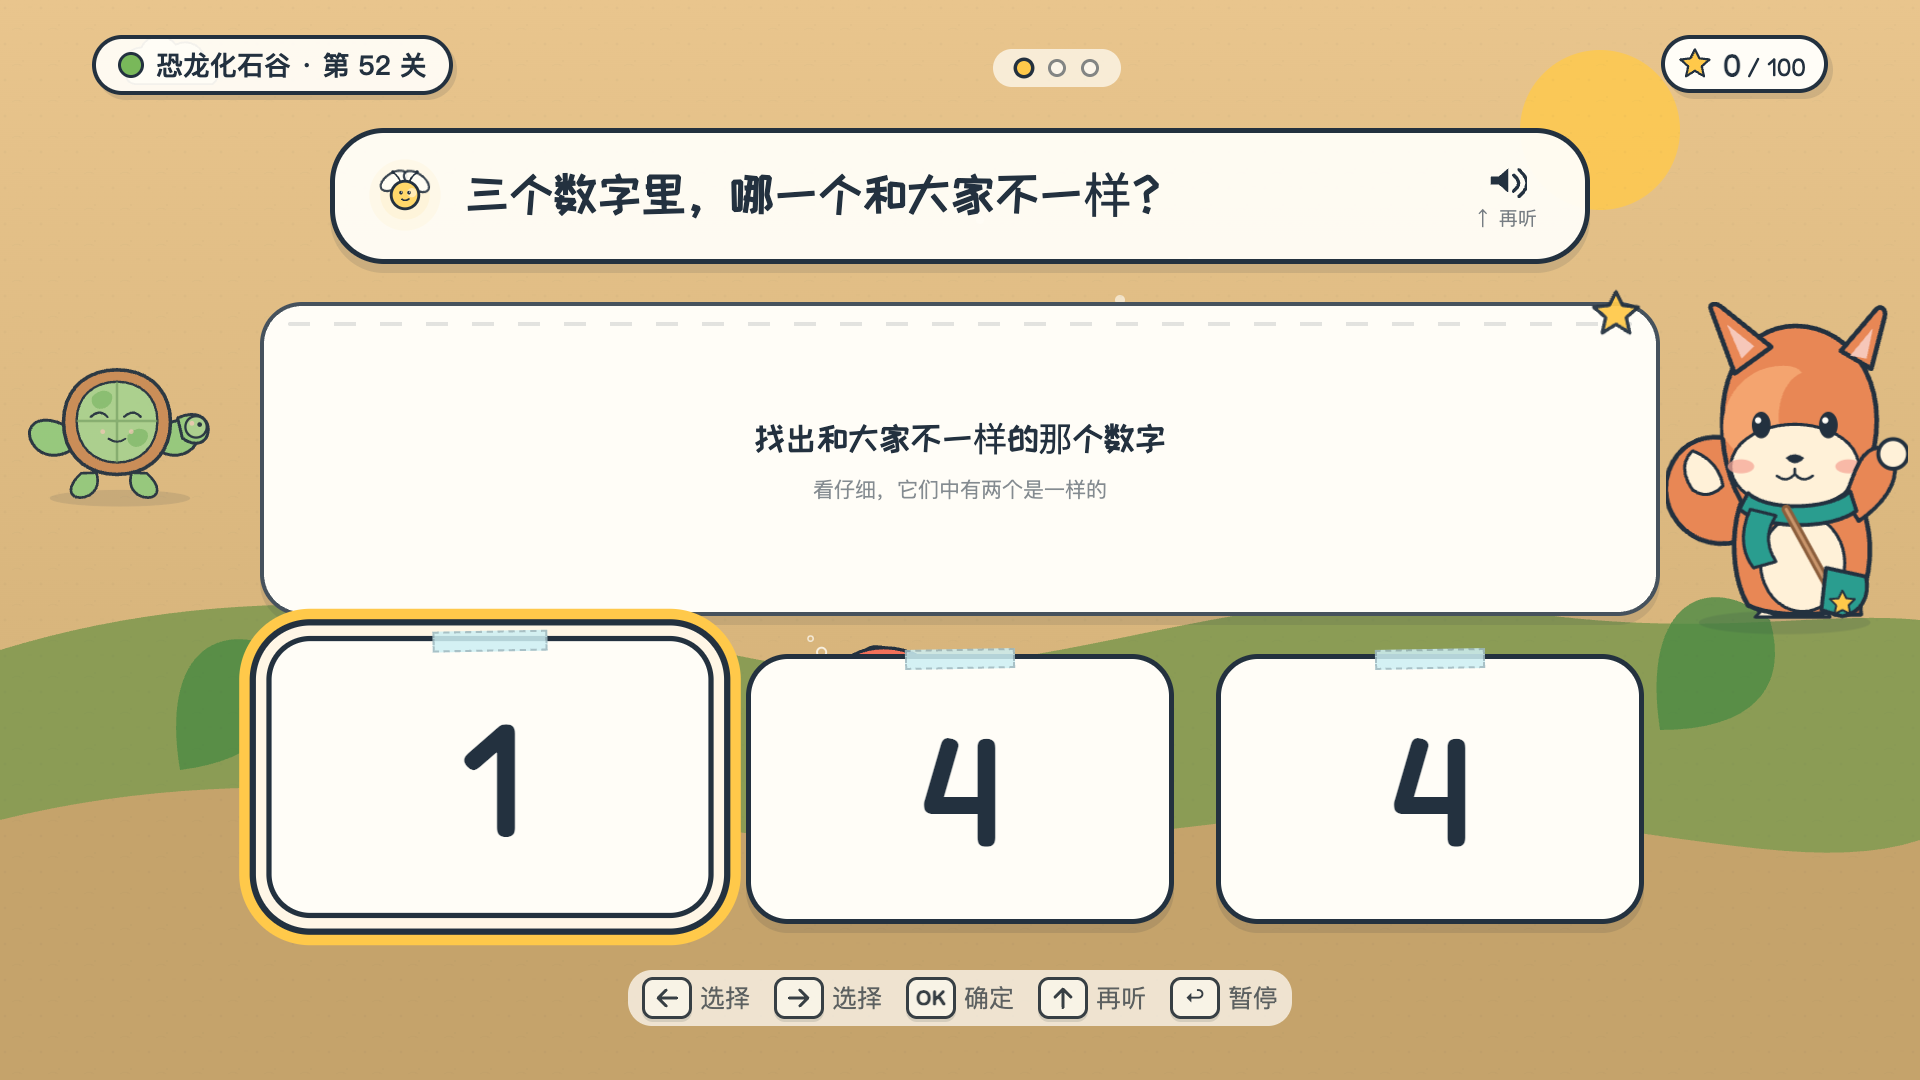 恐龙化石谷 · 第 52 关
0 / 100
三个数字里，哪一个和大家不一样？
↑ 再听
找出和大家不一样的那个数字
看仔细，它们中有两个是一样的
1
4
4
← 选择 → 选择 OK 确定 ↑ 再听 ↩ 暂停